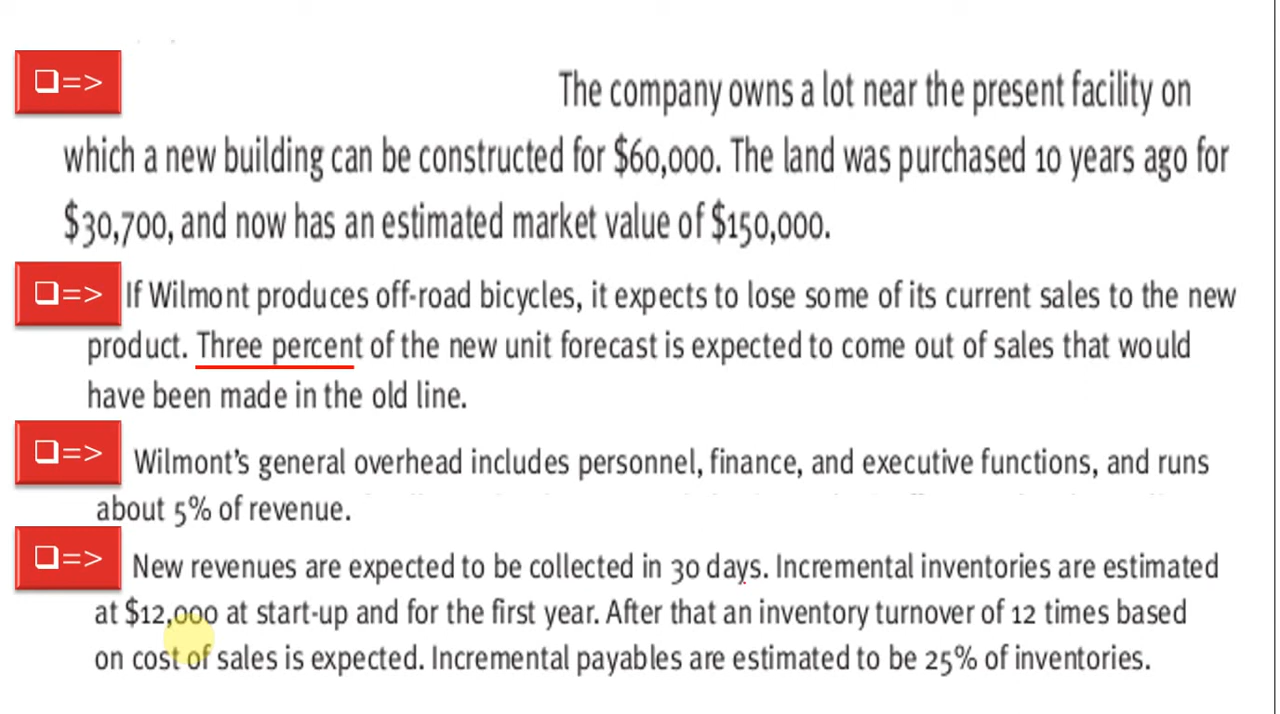 ❑=>
The company owns a lot near the present facility on
which a new building can be constructed for $60,000. The land was purchased 10 years ago for
$30,700, and now has an estimated market value of $150,000.
❑=> If Wilmont produces off-road bicycles, it expects to lose some of its current sales to the new
product. Three percent of the new unit forecast is expected to come out of sales that would
have been made in the old line.
❑=> Wilmont's general overhead includes personnel, finance, and executive functions, and runs
about 5% of revenue.
❑=> New revenues are expected to be collected in 30 days. Incremental inventories are estimated
at $12,000 at start-up and for the first year. After that an inventory turnover of 12 times based
on cost of sales is expected. Incremental payables are estimated to be 25% of inventories.